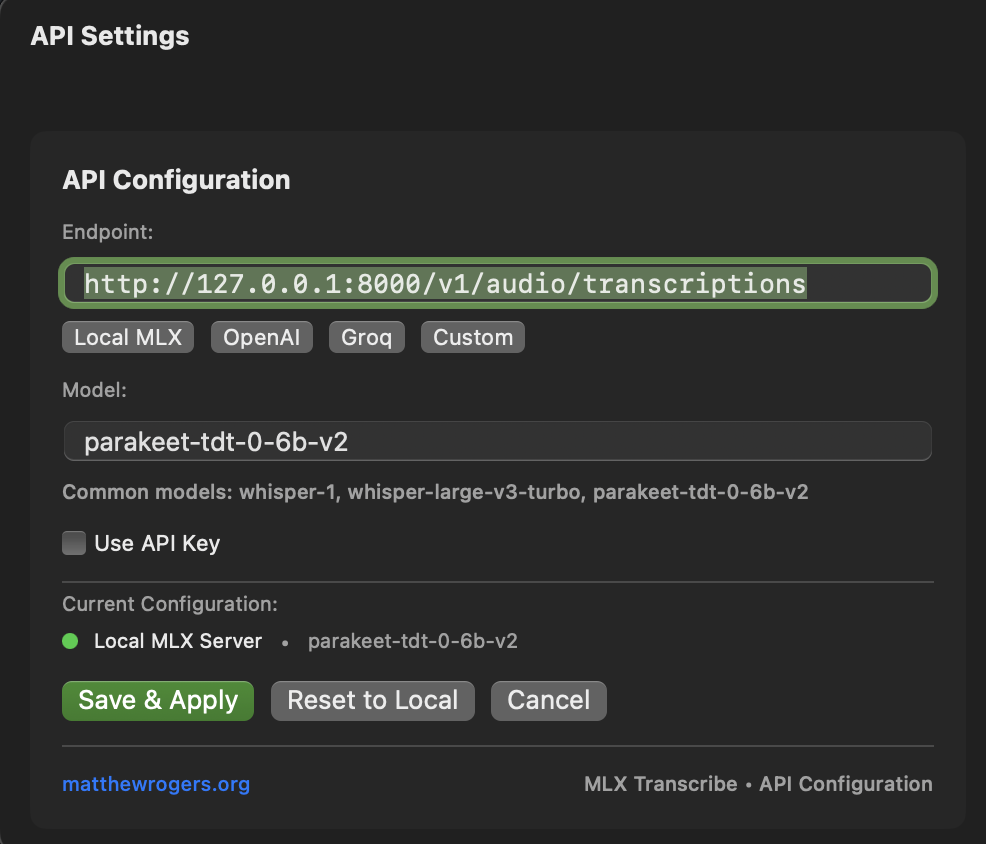 API Settings
API Configuration
Endpoint:
http://127.0.0.1:8000/v1/audio/transcriptions
Local MLX OpenAI Groq Custom
Model:
parakeet-tdt-0-6b-v2
Common models: whisper-1, whisper-large-v3-turbo, parakeet-tdt-0-6b-v2
Use API Key
Current Configuration:
Local MLX Server • parakeet-tdt-0-6b-v2
Save & Apply Reset to Local Cancel
matthewrogers.org MLX Transcribe • API Configuration